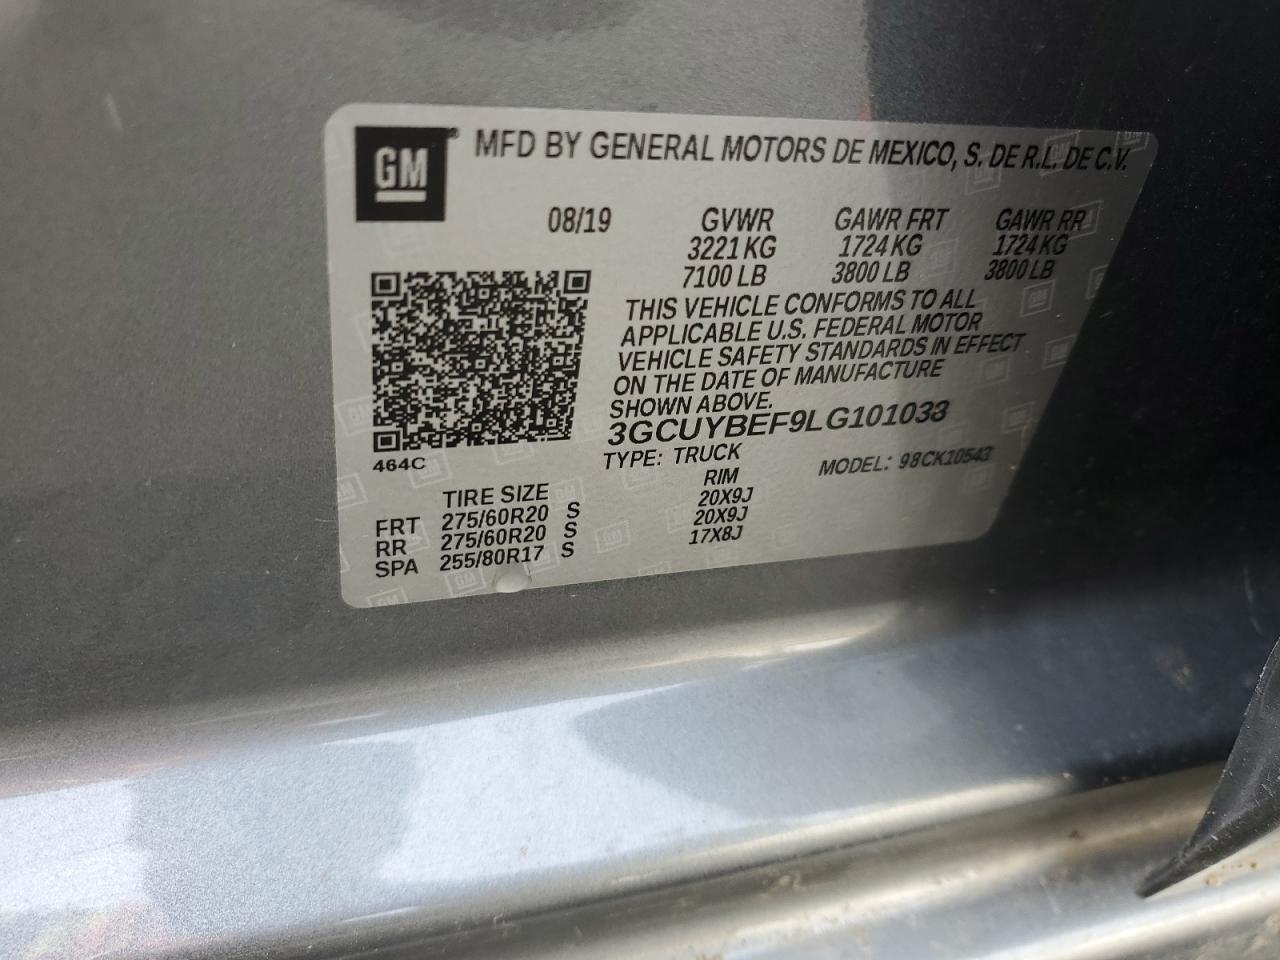 GM® MFD BY GENERAL MOTORS DE MEXICO, S. DE R.L. DE C.V.
08/19 GVWR GAWR FRT GAWR RR
3221 KG 1724 KG 1724 KG
7100 LB 3800 LB 3800 LB
THIS VEHICLE CONFORMS TO ALL
APPLICABLE U.S. FEDERAL MOTOR
VEHICLE SAFETY STANDARDS IN EFFECT
ON THE DATE OF MANUFACTURE
SHOWN ABOVE.
3GCUYBEF9LG101033
464C
TYPE: TRUCK MODEL: 98CK10543
TIRE SIZE RIM
FRT 275/60R20 S 20X9J
RR 275/60R20 S 20X9J
SPA 255/80R17 S 17X8J